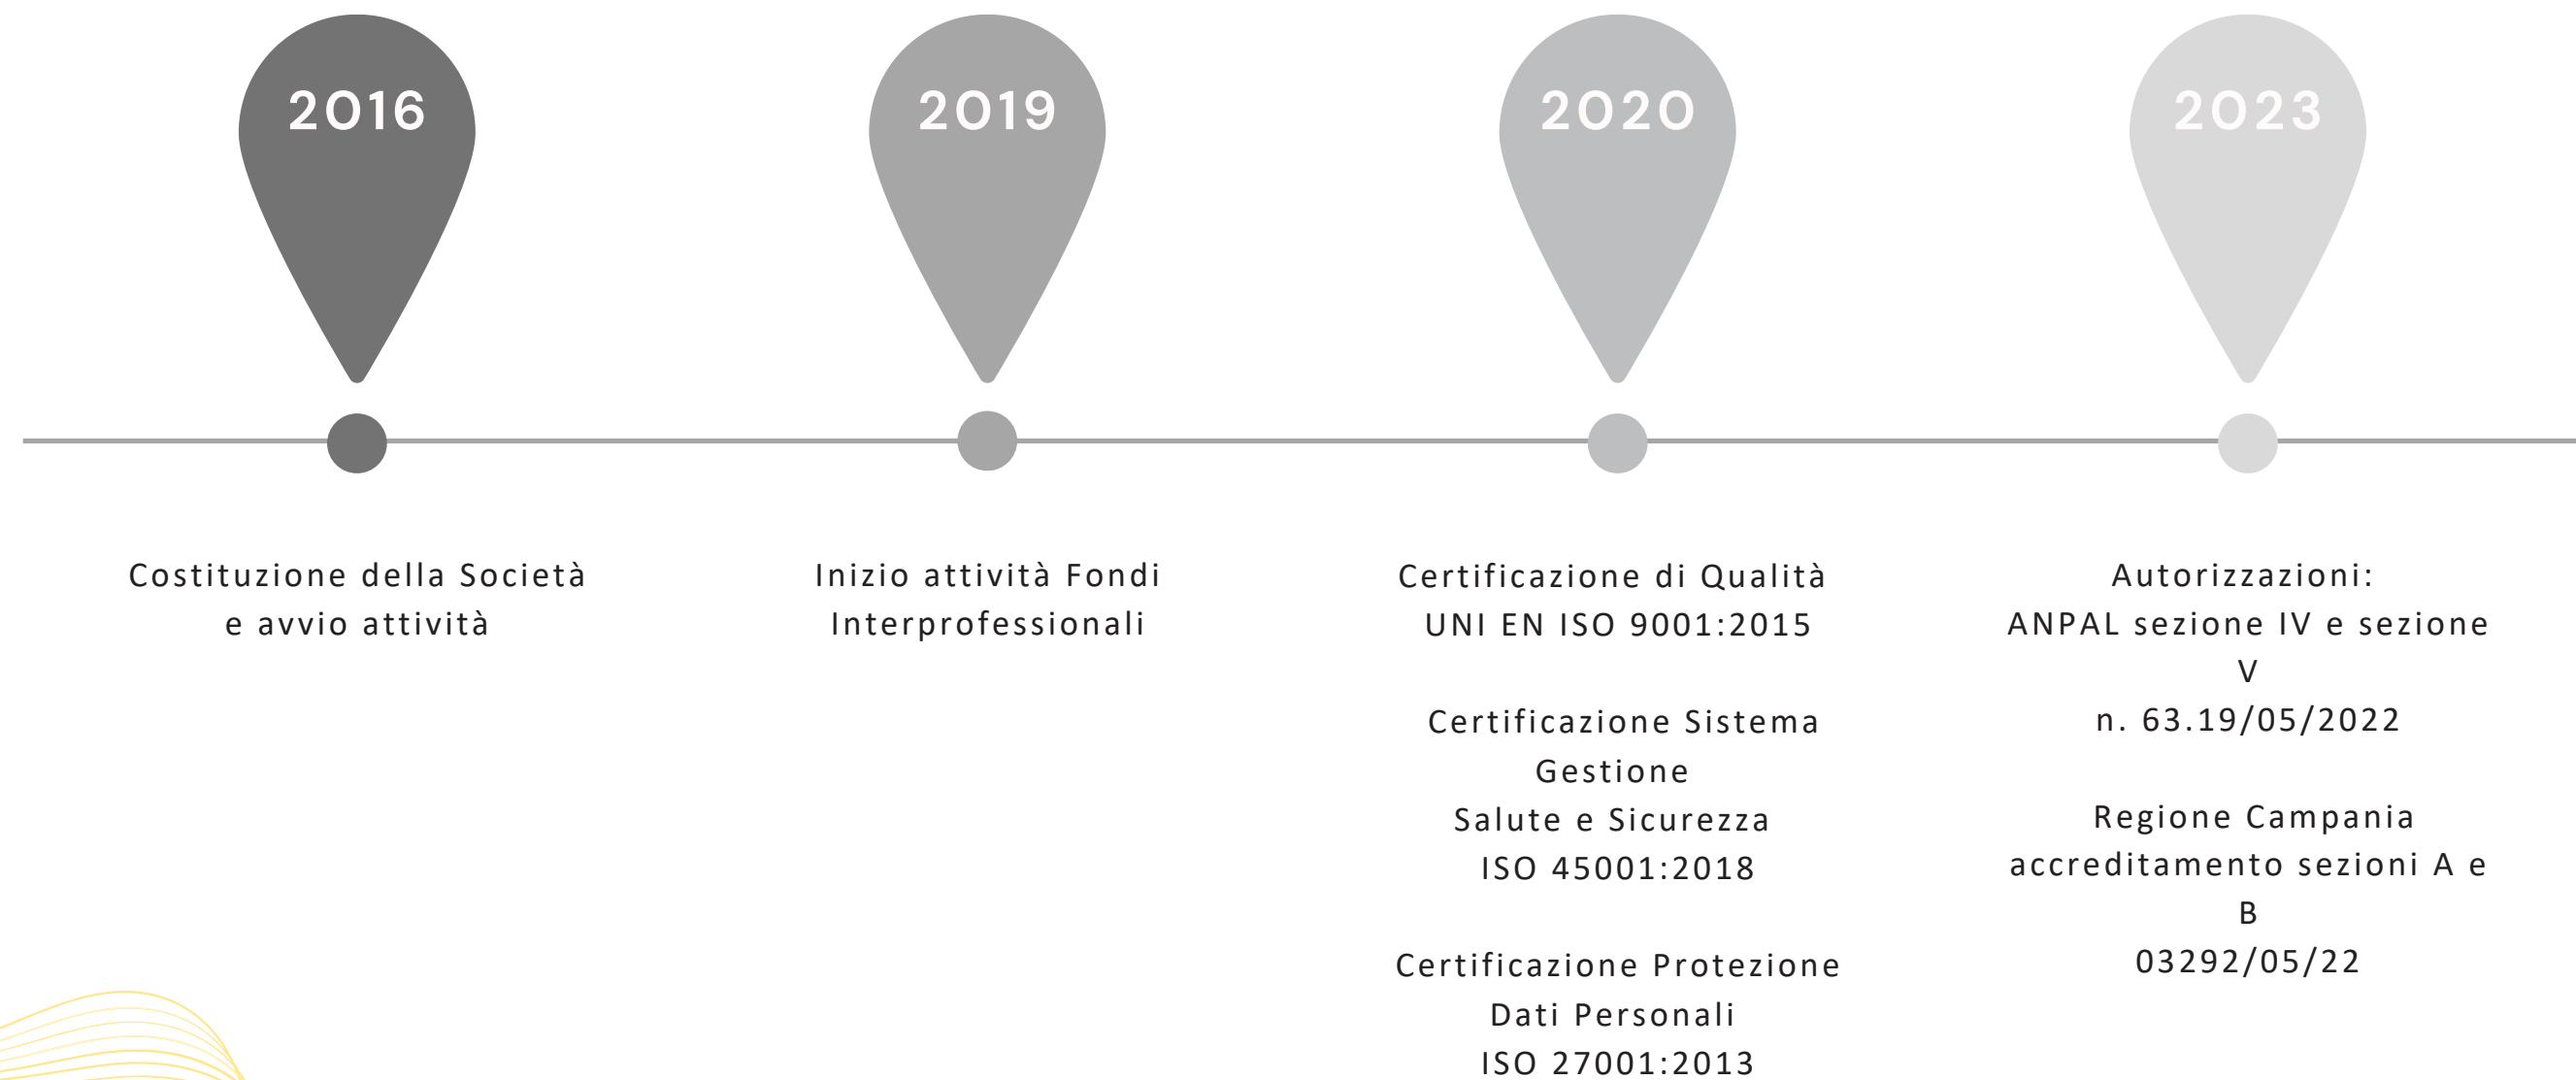 2016
Costituzione della Società
e avvio attività
2019
Inizio attività Fondi
Interprofessionali
2020
Certificazione di Qualità
UNI EN ISO 9001:2015
Certificazione Sistema
Gestione
Salute e Sicurezza
ISO 45001:2018
Certificazione Protezione
Dati Personali
ISO 27001:2013
2023
Autorizzazioni:
ANPAL sezione IV e sezione
V
n. 63.19/05/2022
Regione Campania
accreditamento sezioni A e
B
03292/05/22